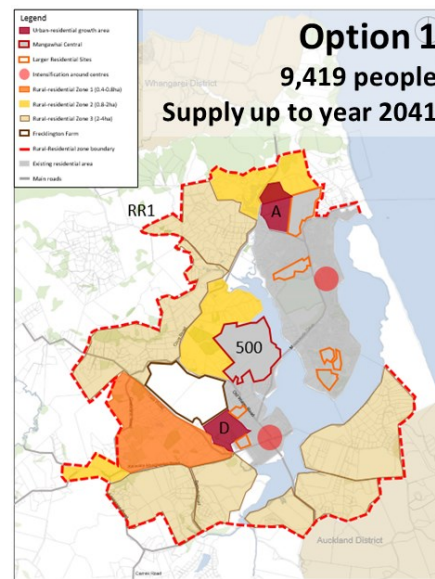 Legend
Urban-residential growth area
Mangawhai Central
Larger Residential Sites
Intensification around centres
Rural-residential Zone 1 (0.4-0.8ha)
Rural-residential Zone 2 (0.8-2ha)
Rural-residential Zone 3 (2-4ha)
Frecklington Farm
Rural-Residential zone boundary
Existing residential area
Main roads
Option 1
9,419 people
Supply up to year 2041
Whangarei District
RR1
A
500
D
Auckland District